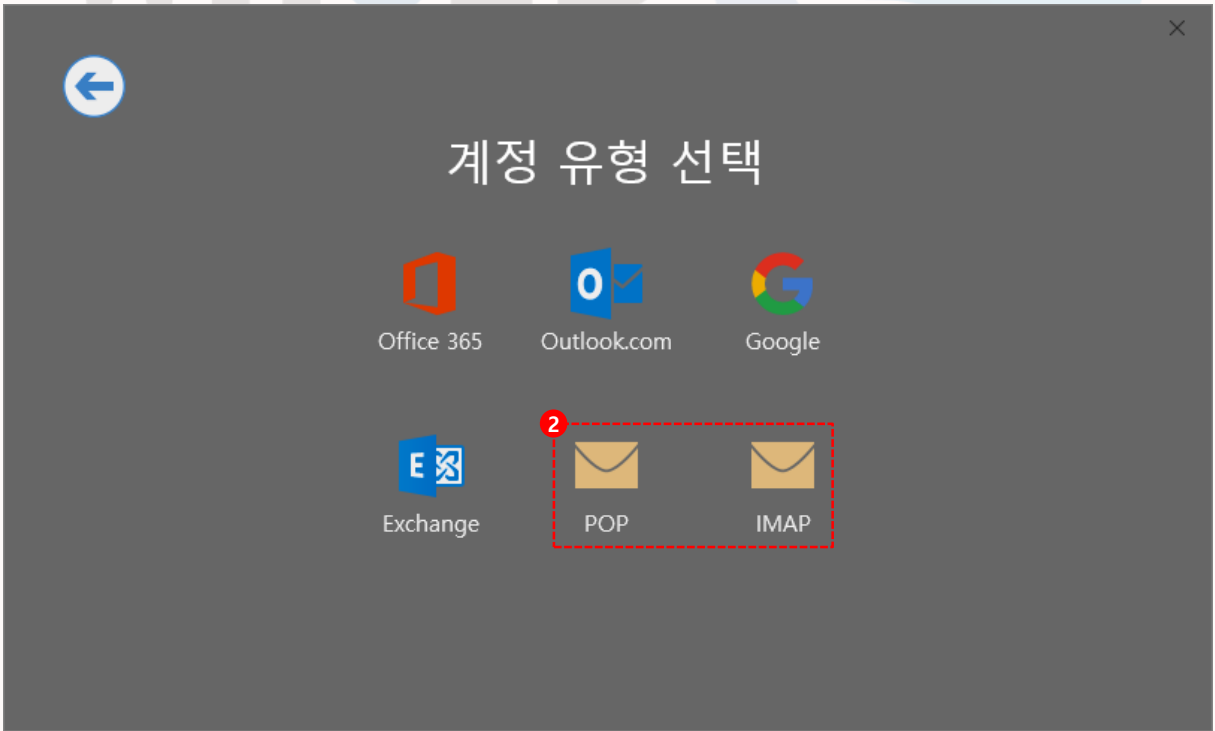 계정 유형 선택
Office 365
Outlook.com
Google
2
Exchange
POP
IMAP